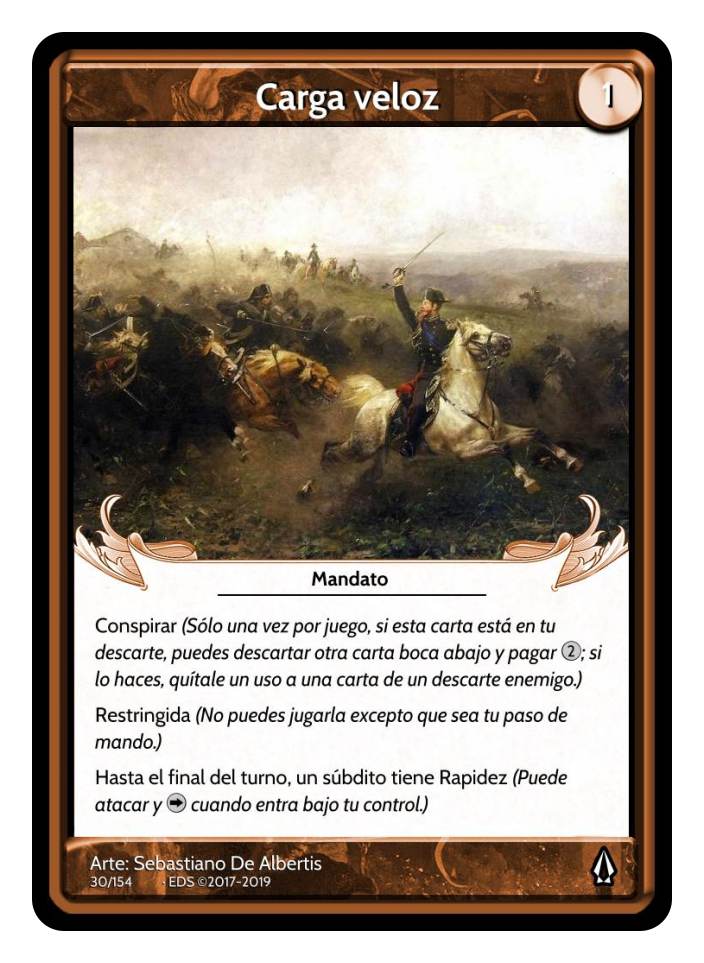 Carga veloz
1
Mandato
Conspirar (Sólo una vez por juego, si esta carta está en tu
descarte, puedes descartar otra carta boca abajo y pagar 2; si
lo haces, quítale un uso a una carta de un descarte enemigo.)
Restringida (No puedes jugarla excepto que sea tu paso de
mando.)
Hasta el final del turno, un súbdito tiene Rapidez (Puede
atacar y ➡ cuando entra bajo tu control.)
Arte: Sebastiano De Albertis
30/154 · EDS ©2017-2019